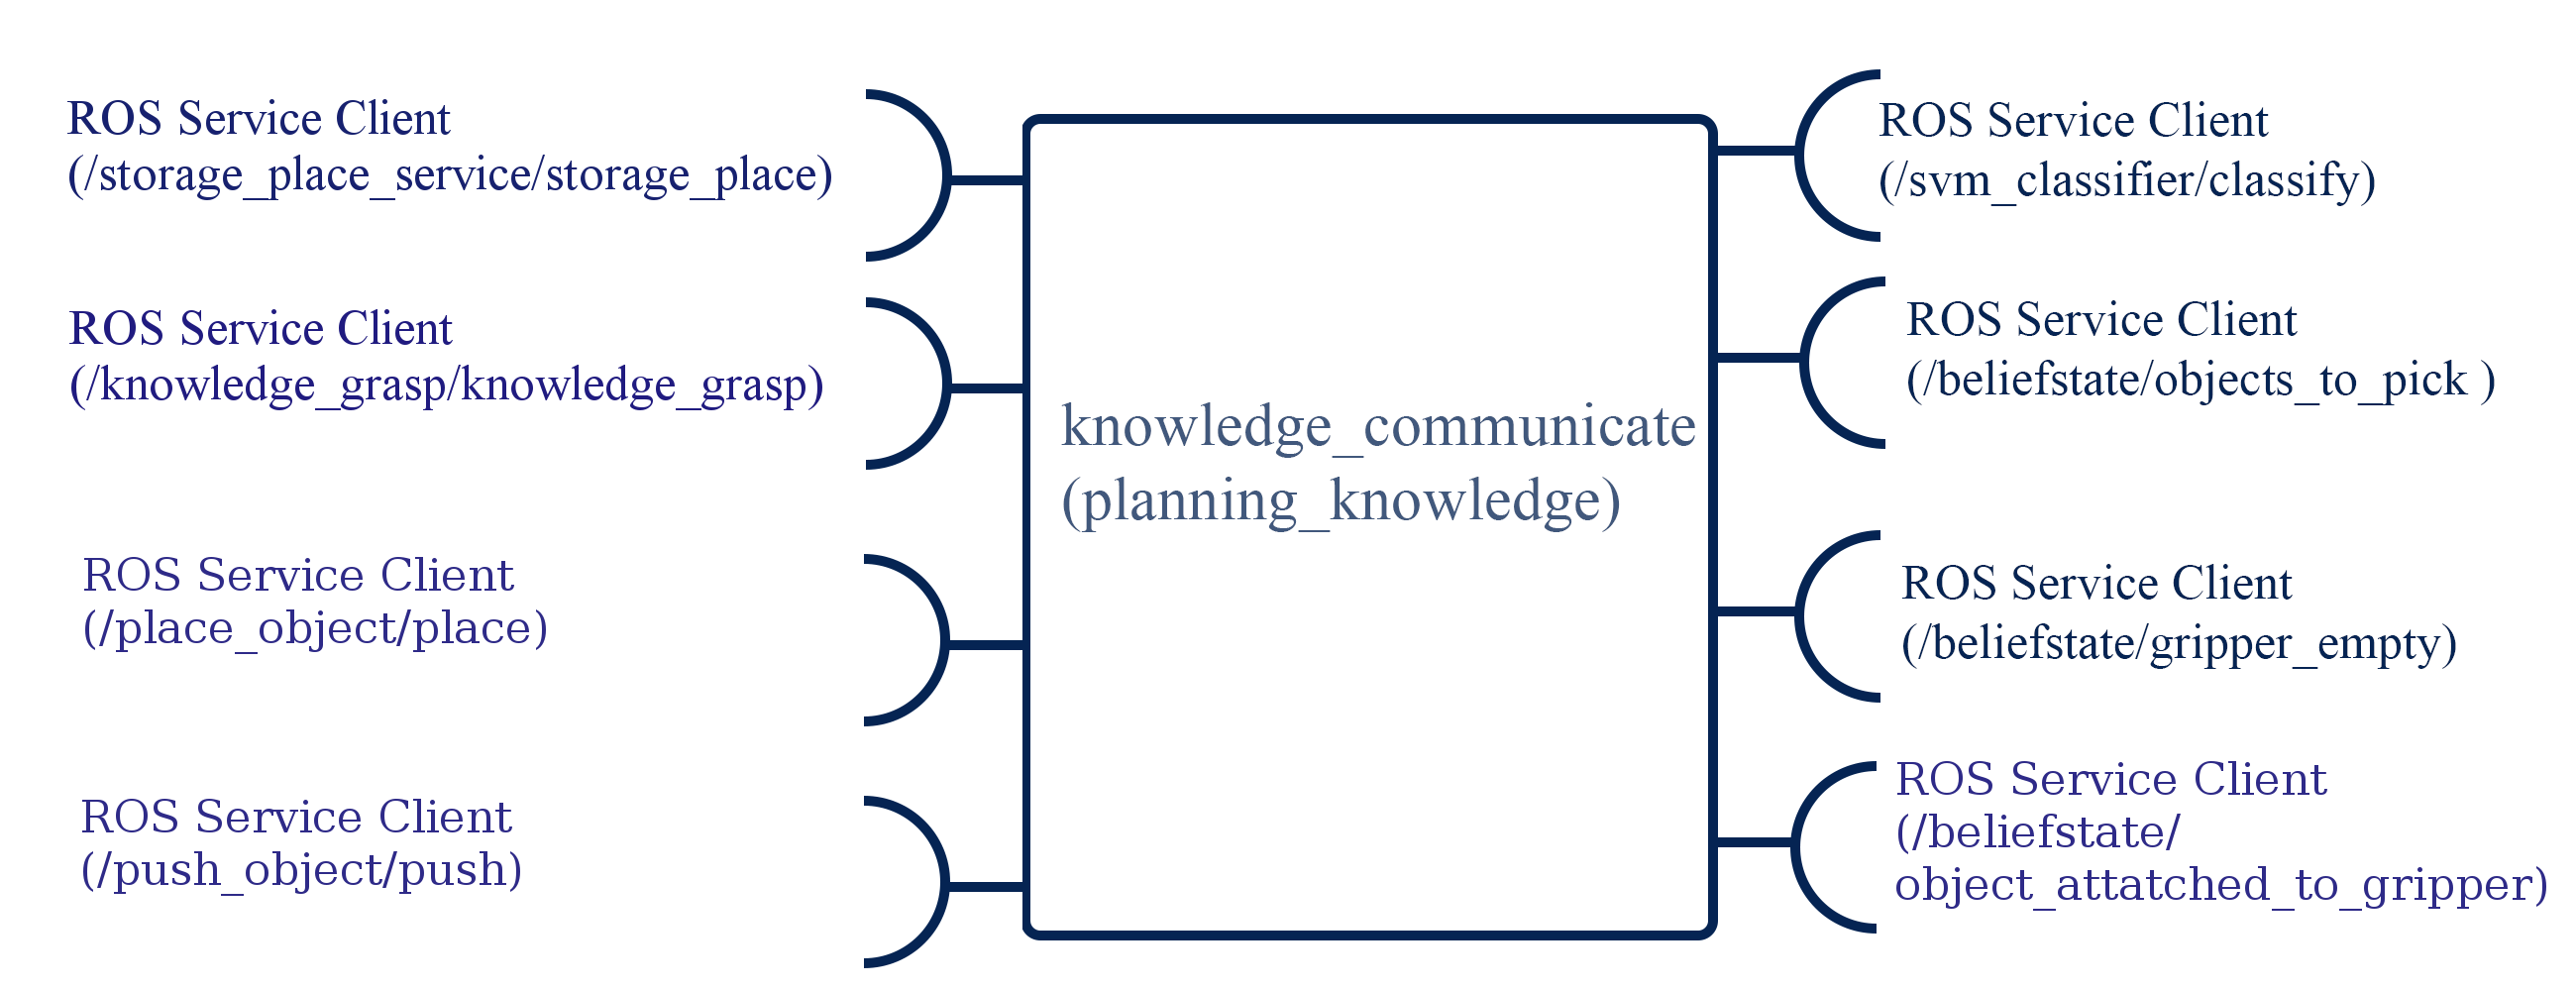 ROS Service Client
(/storage_place_service/storage_place)
ROS Service Client
(/knowledge_grasp/knowledge_grasp)
ROS Service Client
(/place_object/place)
ROS Service Client
(/push_object/push)
knowledge_communicate
(planning_knowledge)
ROS Service Client
(/svm_classifier/classify)
ROS Service Client
(/beliefstate/objects_to_pick )
ROS Service Client
(/beliefstate/gripper_empty)
ROS Service Client
(/beliefstate/
object_attatched_to_gripper)